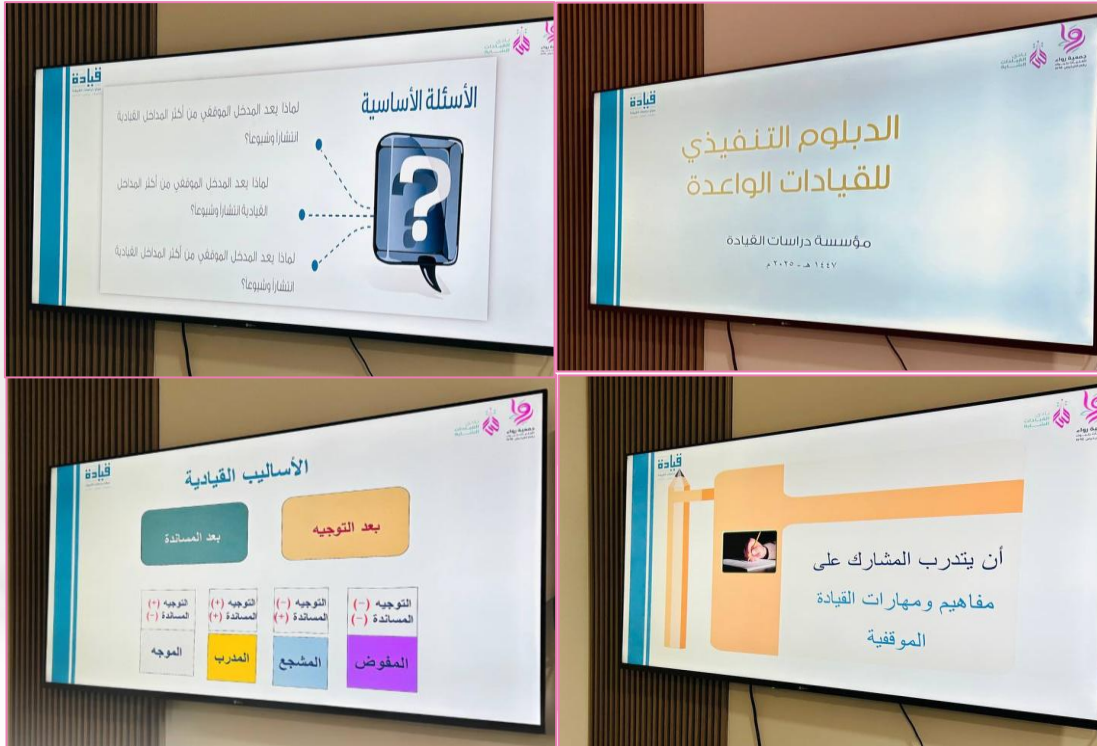 الدبلوم التنفيذي
للقيادات الواعدة
مؤسسة دراسات القيادة
١٤٤٧ هـ - ٢٠٢٥ م
قيادة
الأسئلة الأساسية
لماذا يعد المدخل الموقفي من أكثر المداخل القيادية
انتشاراً وشيوعاً؟
لماذا يعد المدخل الموقفي من أكثر المداخل
القيادية انتشاراً وشيوعاً؟
لماذا يعد المدخل الموقفي من أكثر المداخل القيادية
انتشاراً وشيوعاً؟
قيادة
أن يتدرب المشارك على
مفاهيم ومهارات القيادة
الموقفية
قيادة
جمعية رواء
الأساليب القيادية
بعد التوجيه
بعد المساندة
التوجيه (-)
المساندة (-)
المفوض
التوجيه (-)
المساندة (+)
المشجع
التوجيه (+)
المساندة (+)
المدرب
التوجيه (+)
المساندة (-)
الموجه
قيادة